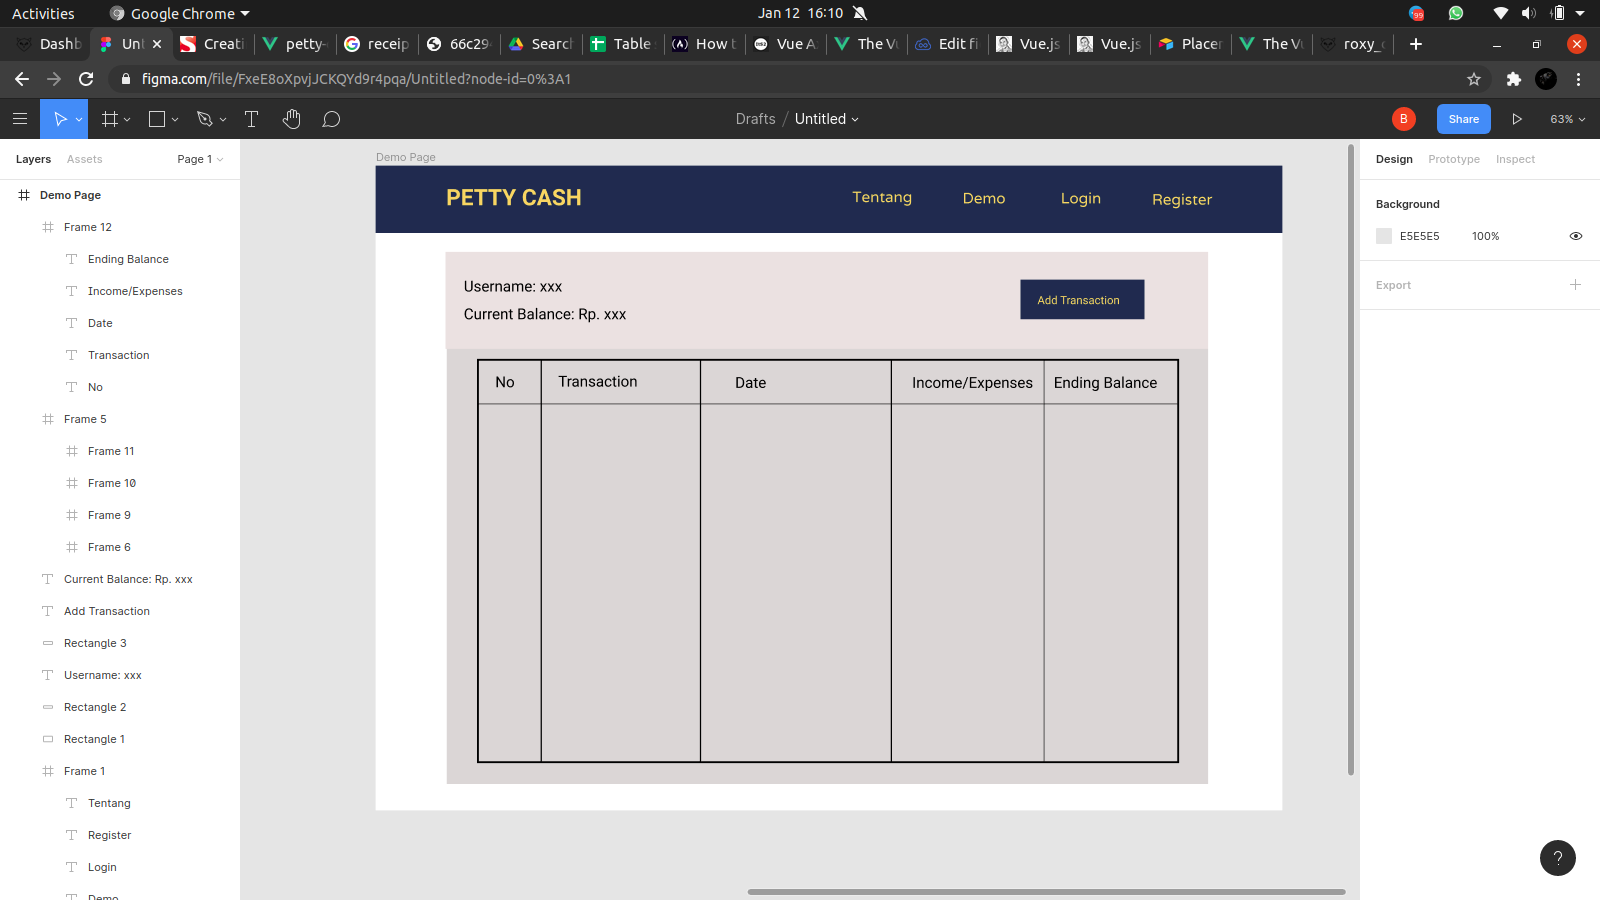 Activities
Google Chrome
Jan 12 16:10
99
Dashb
Unt
Creati
petty-
receip
66c29
Search
Table
How t
Vue A
The Vu
Edit fi
Vue.js
Vue.js
Placer
The Vu
roxy_c
figma.com/file/FxeE8oXpvjJCKQYd9r4pqa/Untitled?node-id=0%3A1
Drafts / Untitled
B
Share
63%
Layers
Assets
Page 1
Demo Page
Frame 12
Ending Balance
Income/Expenses
Date
Transaction
No
Frame 5
Frame 11
Frame 10
Frame 9
Frame 6
Current Balance: Rp. xxx
Add Transaction
Rectangle 3
Username: xxx
Rectangle 2
Rectangle 1
Frame 1
Tentang
Register
Login
Demo
Demo Page
PETTY CASH
Tentang
Demo
Login
Register
Username: xxx
Current Balance: Rp. xxx
Add Transaction
No
Transaction
Date
Income/Expenses
Ending Balance
Design
Prototype
Inspect
Background
E5E5E5
100%
Export
?